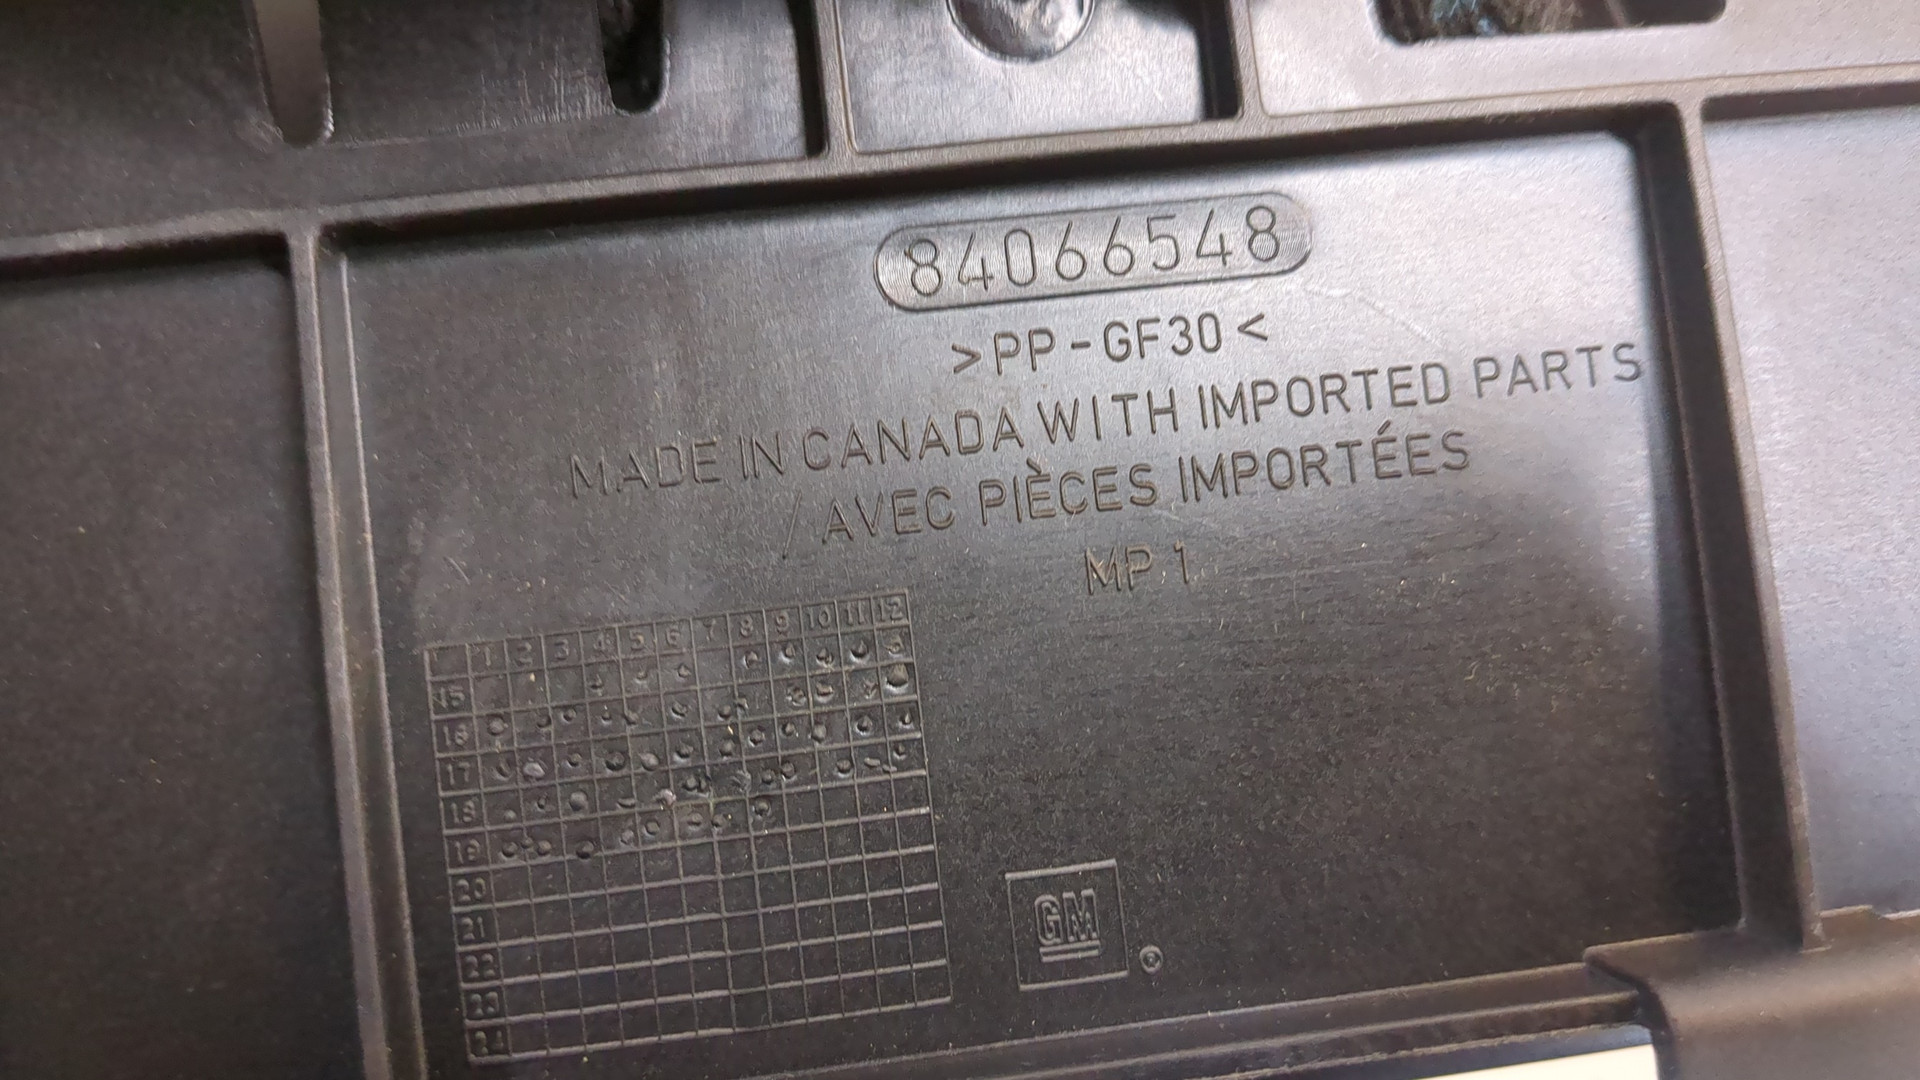 84066548
>PP-GF30<
MADE IN CANADA WITH IMPORTED PARTS
/ AVEC PIÈCES IMPORTÉES
MP 1
1 2 3 4 5 6 7 8 9 10 11 12
15
16
17
18
19
20
21
22
23
24
GM
®